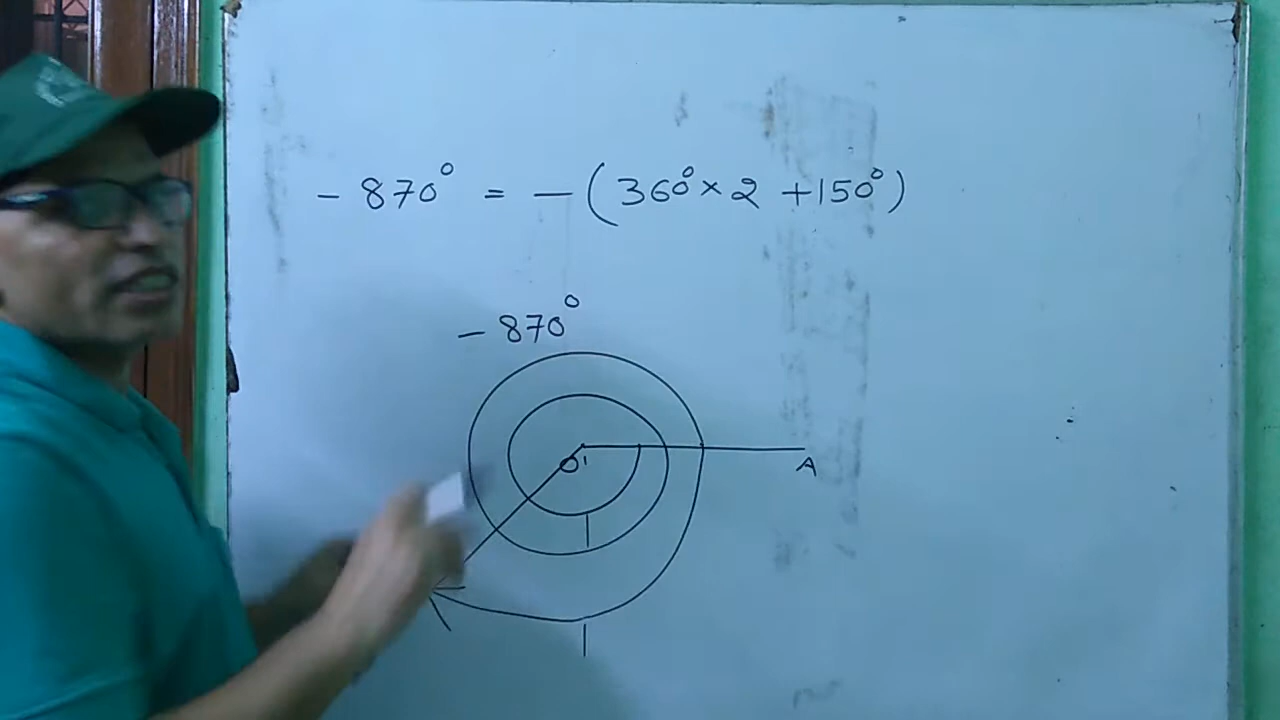 - 870° = - (360° × 2 + 150°)
- 870°
O
A